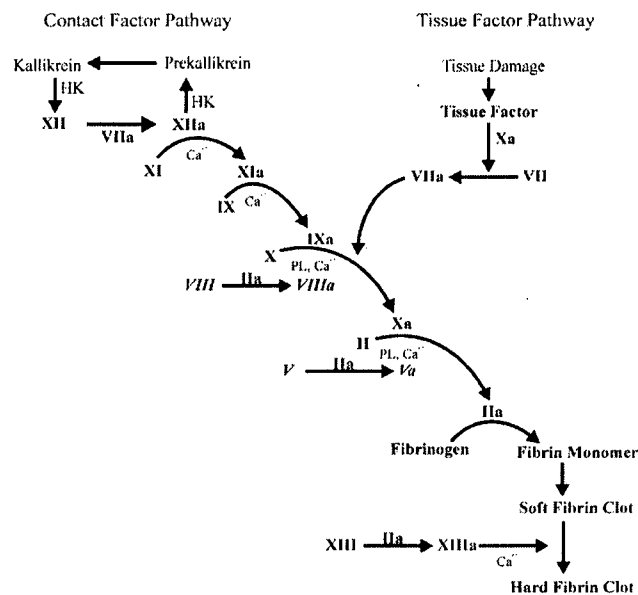 Contact Factor Pathway
Tissue Factor Pathway
Kallikrein
Prekallikrein
Tissue Damage
HK
HK
Tissue Factor
XII
VIIa
XIIa
Xa
Ca++
XI
XIa
VIIa
VII
IX
Ca++
IXa
X
PL, Ca++
VIII
IIa
VIIIa
Xa
II
PL, Ca++
V
IIa
Va
IIa
Fibrinogen
Fibrin Monomer
Soft Fibrin Clot
XIII
IIa
XIIIa
Ca++
Hard Fibrin Clot